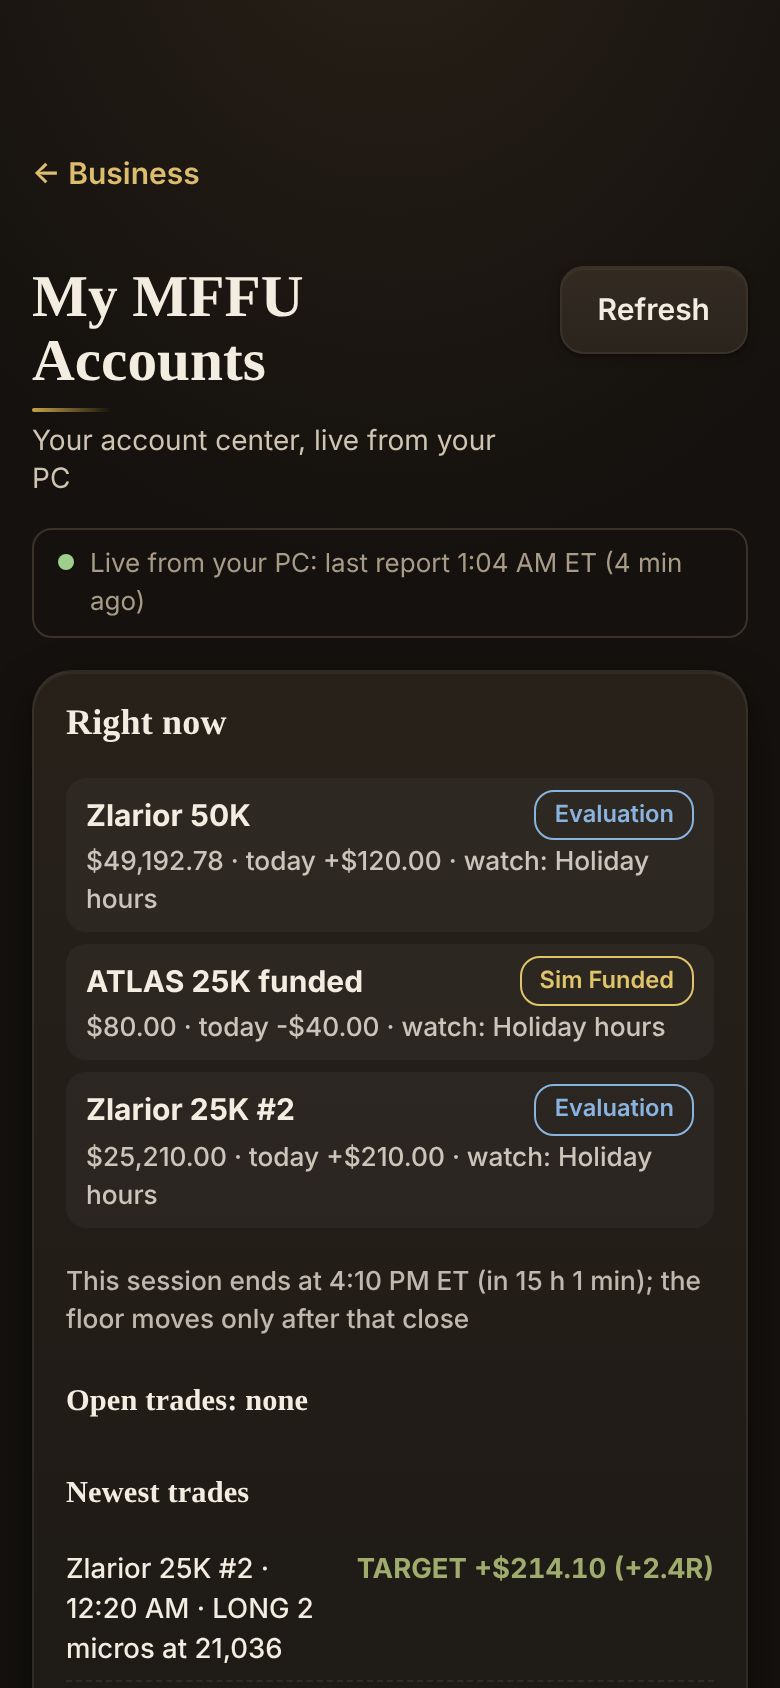 ← Business
My MFFU
Accounts
Refresh
Your account center, live from your
PC
Live from your PC: last report 1:04 AM ET (4 min
ago)
Right now
Zlarior 50K
Evaluation
$49,192.78 · today +$120.00 · watch: Holiday
hours
ATLAS 25K funded
Sim Funded
$80.00 · today -$40.00 · watch: Holiday hours
Zlarior 25K #2
Evaluation
$25,210.00 · today +$210.00 · watch: Holiday
hours
This session ends at 4:10 PM ET (in 15 h 1 min); the
floor moves only after that close
Open trades: none
Newest trades
Zlarior 25K #2 ·
12:20 AM · LONG 2
micros at 21,036
TARGET +$214.10 (+2.4R)